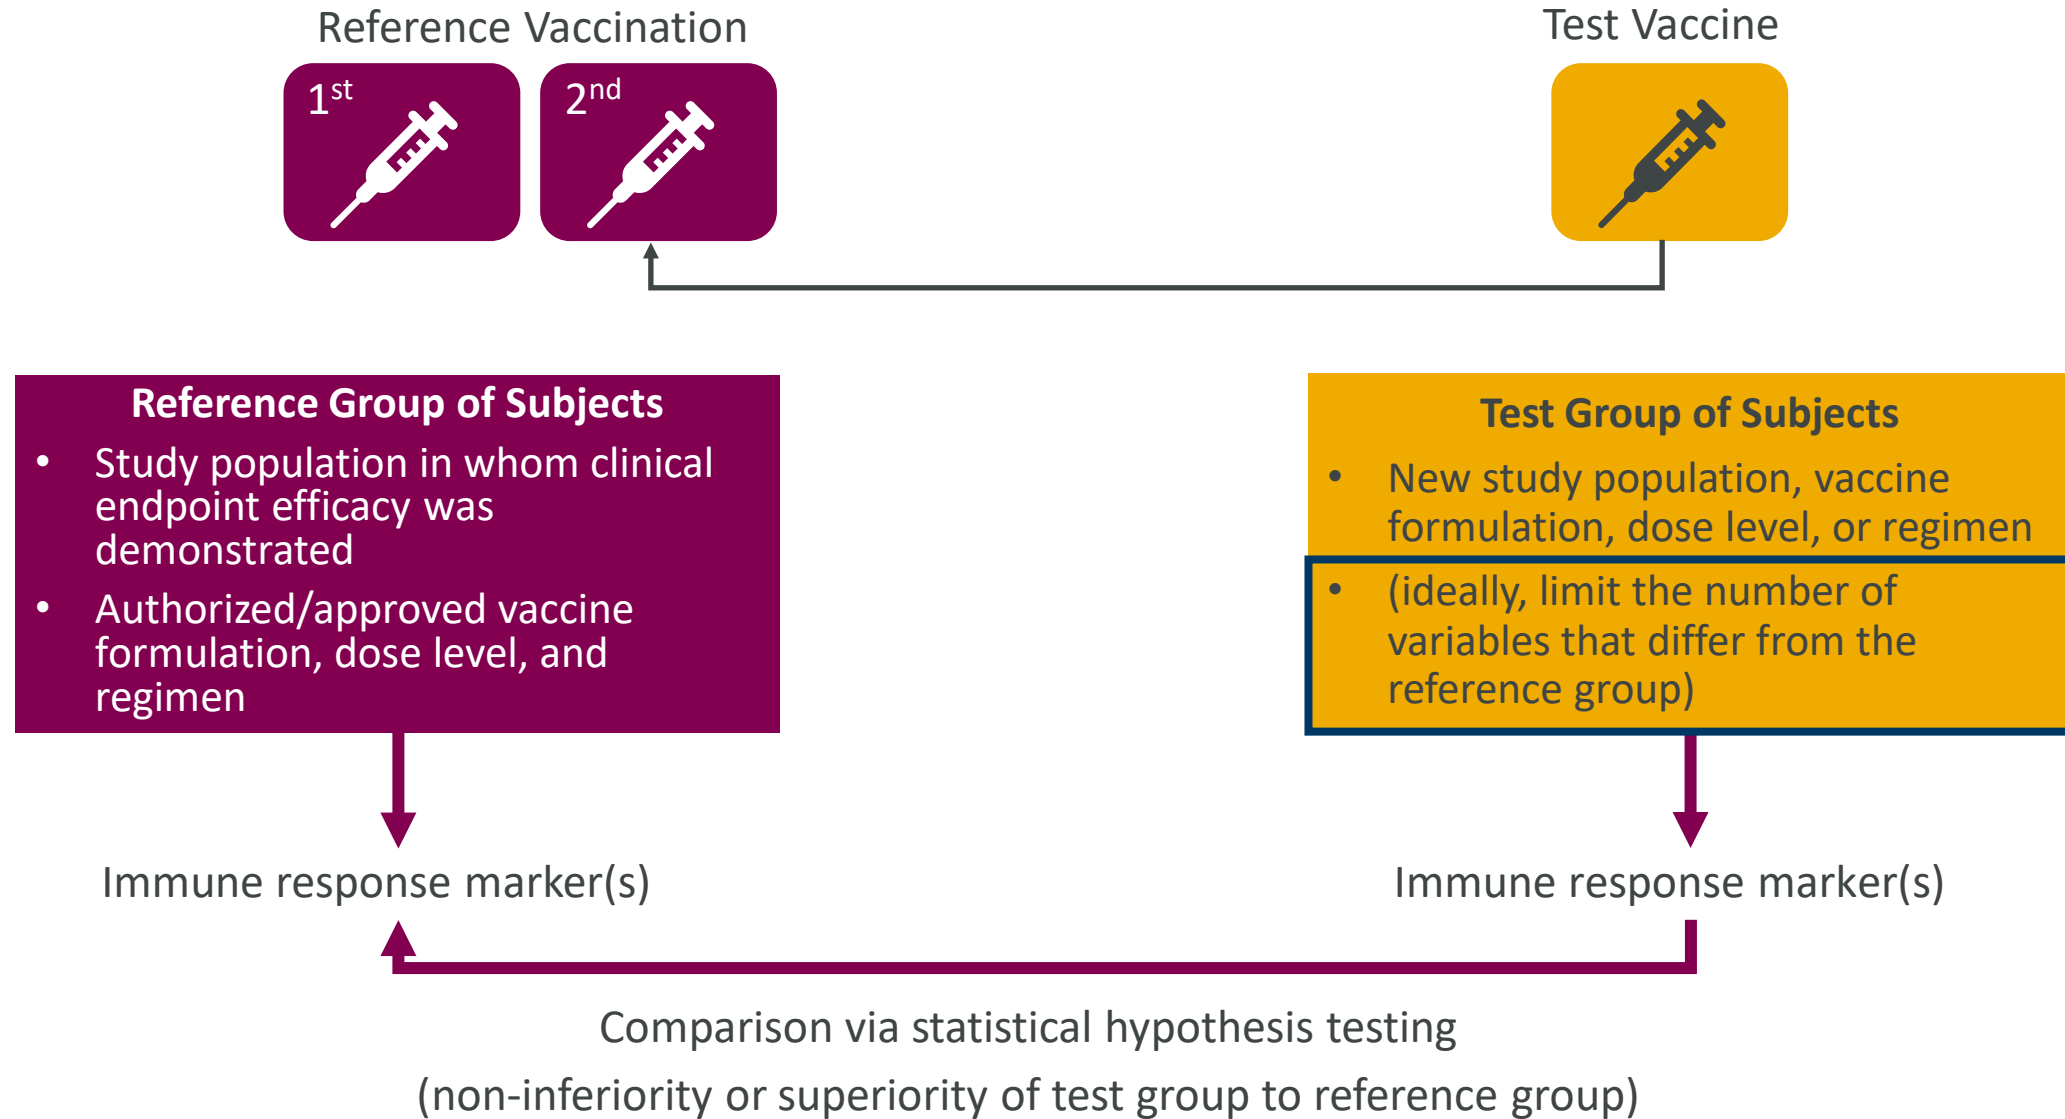 Reference Vaccination
Test Vaccine
1st
2nd
Reference Group of Subjects
• Study population in whom clinical
endpoint efficacy was
demonstrated
• Authorized/approved vaccine
formulation, dose level, and
regimen
Test Group of Subjects
• New study population, vaccine
formulation, dose level, or regimen
• (ideally, limit the number of
variables that differ from the
reference group)
Immune response marker(s)
Immune response marker(s)
Comparison via statistical hypothesis testing
(non-inferiority or superiority of test group to reference group)